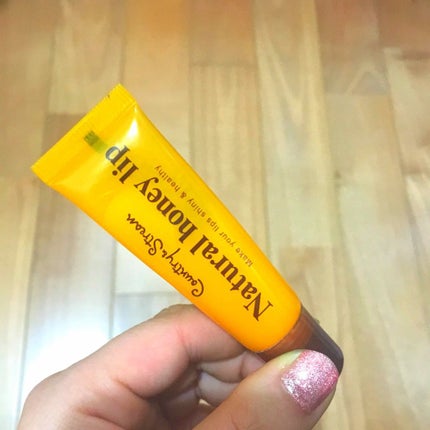 Country & Stream
Natural honey lip
Make your lips shiny & healthy